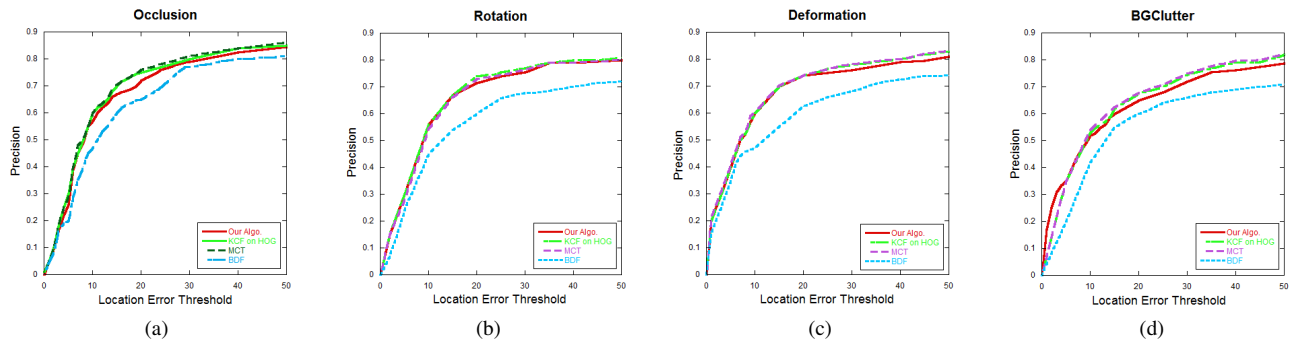 Occlusion
Precision
0.9
0.8
0.7
0.6
0.5
0.4
0.3
0.2
0.1
0
0 10 20 30 40 50
Location Error Threshold
Our Algo.
KCF on HOG
MCT
BDF
(a)
Rotation
Precision
0.9
0.8
0.7
0.6
0.5
0.4
0.3
0.2
0.1
0
0 10 20 30 40 50
Location Error Threshold
Our Algo.
KCF on HOG
MCT
BDF
(b)
Deformation
Precision
0.9
0.8
0.7
0.6
0.5
0.4
0.3
0.2
0.1
0
0 10 20 30 40 50
Location Error Threshold
Our Algo.
KCF on HOG
MCT
BDF
(c)
BGClutter
Precision
0.9
0.8
0.7
0.6
0.5
0.4
0.3
0.2
0.1
0
0 10 20 30 40 50
Location Error Threshold
Our Algo.
KCF on HOG
MCT
BDF
(d)